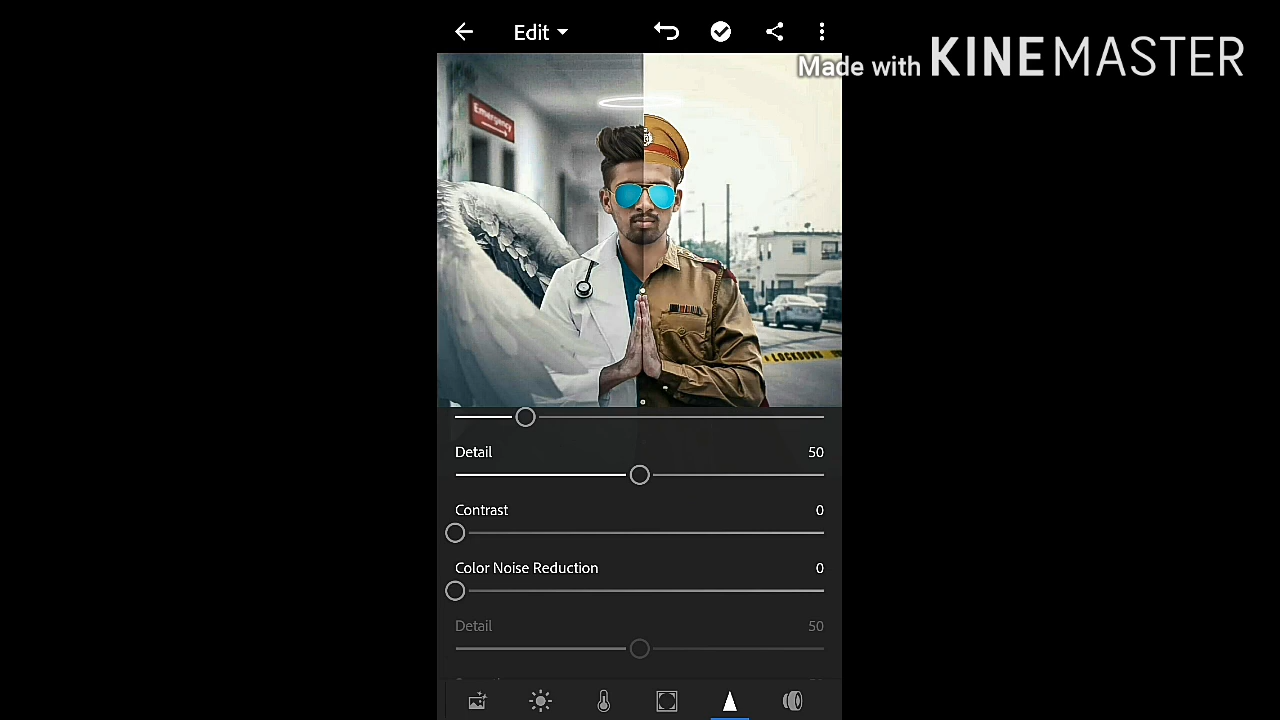 Edit
Made with KINEMASTER
Emergency
LOCKDOWN
Detail 50
Contrast 0
Color Noise Reduction 0
Detail 50